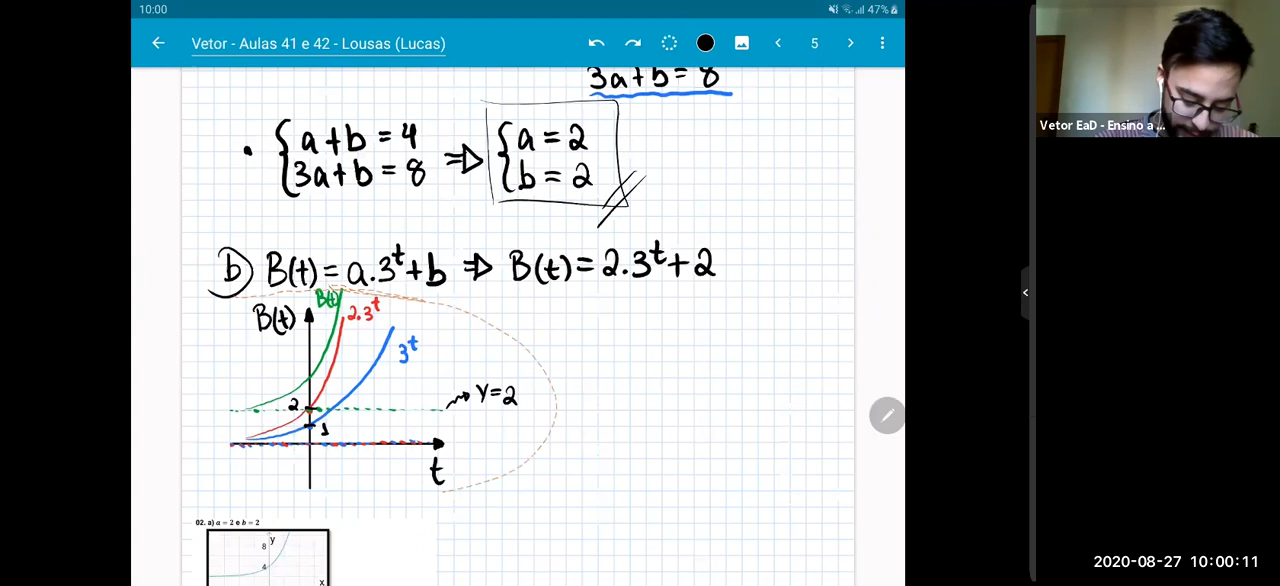 10:00
47%
Vetor - Aulas 41 e 42 - Lousas (Lucas)
5
3a+b = 8
Vetor EaD - Ensino a ...
{ a+b = 4
3a+b = 8 ⇒ { a = 2
b = 2
b) B(t) = a.3^t + b ⇒ B(t) = 2.3^t + 2
B(t)
B(t)
2.3^t
3^t
2
y=2
1
t
02. a) a = 2 e b = 2
y
8
4
x
2020-08-27 10:00:11